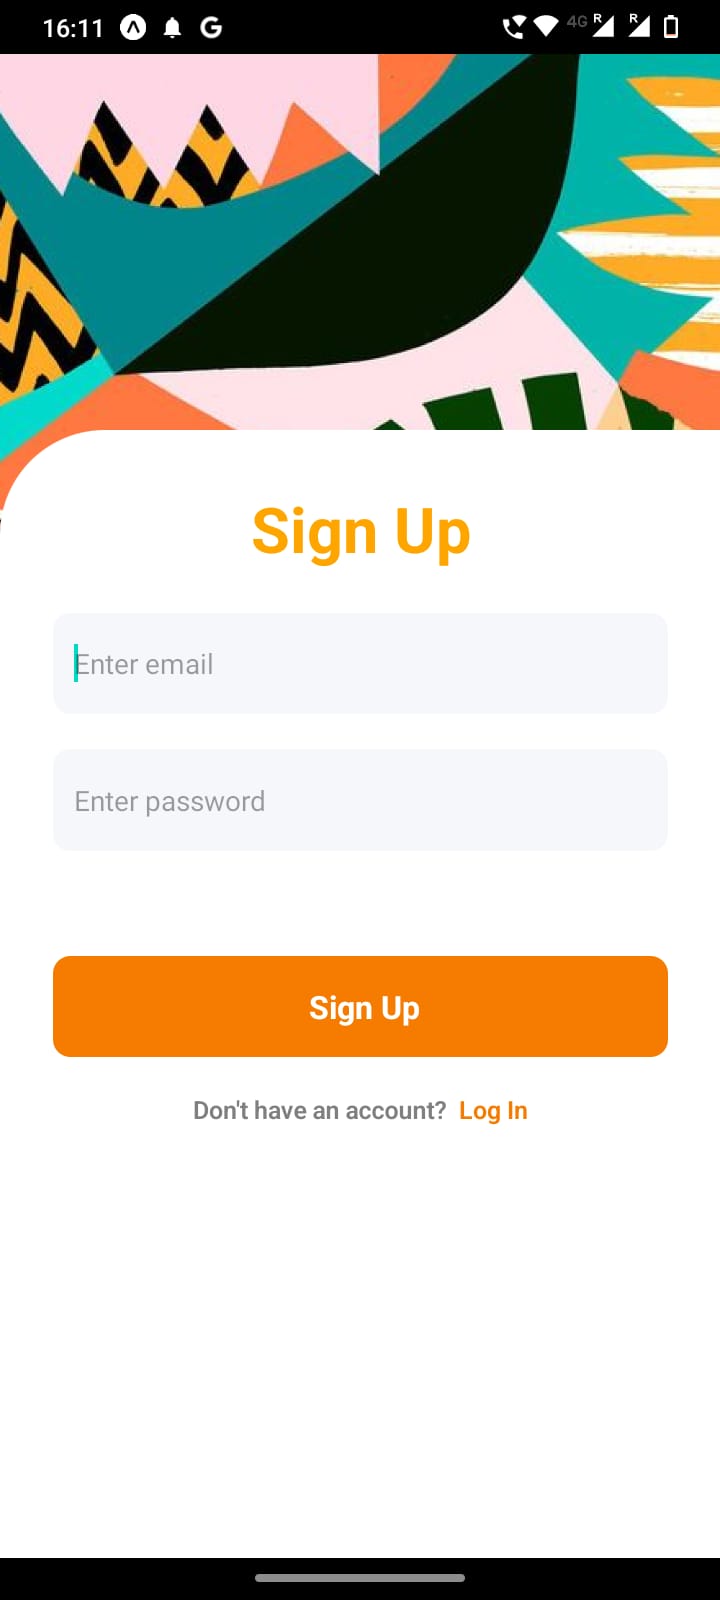 16:11
4G R R
Sign Up
Enter email
Enter password
Sign Up
Don't have an account? Log In